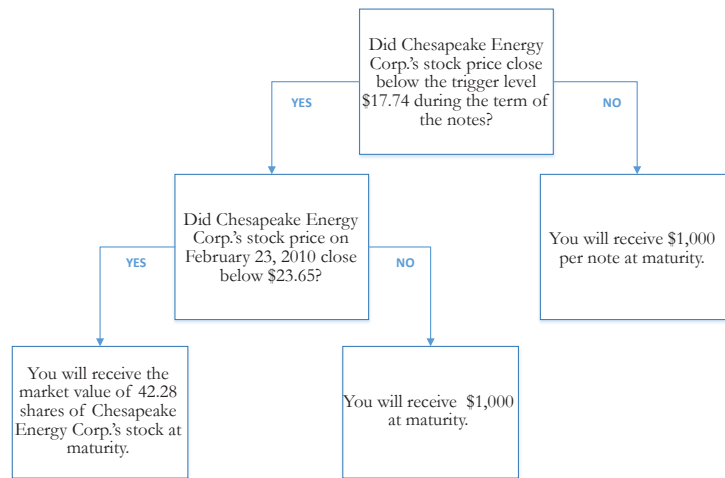 Did Chesapeake Energy
Corp.'s stock price close
below the trigger level
$17.74 during the term of
the notes?
YES
NO
Did Chesapeake Energy
Corp.'s stock price on
February 23, 2010 close
below $23.65?
You will receive $1,000
per note at maturity.
YES
NO
You will receive the
market value of 42.28
shares of Chesapeake
Energy Corp.'s stock at
maturity.
You will receive $1,000
at maturity.